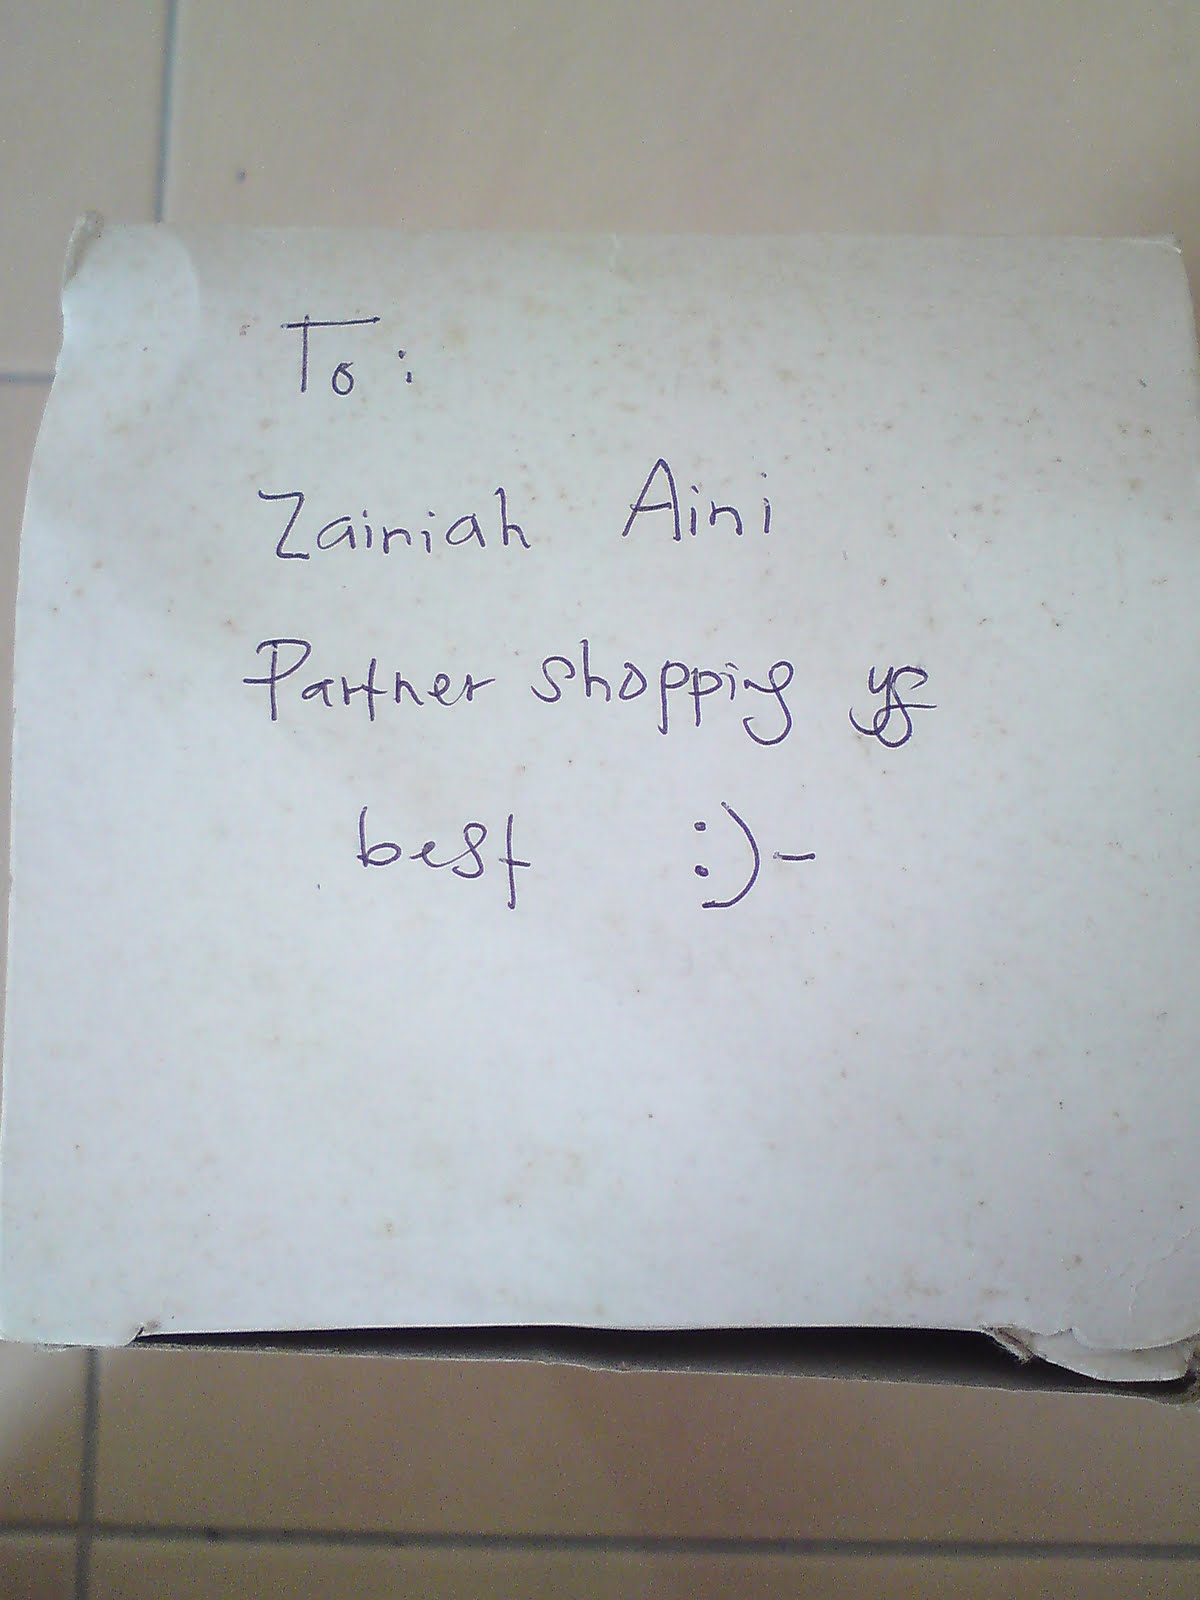 To:
Zainiah Aini
Partner shopping yg
best :)-